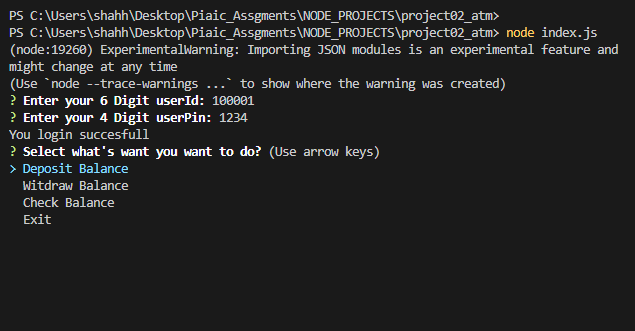 PS C:\Users\shahh\Desktop\Piaic_Assgments\NODE_PROJECTS\project02_atm>
PS C:\Users\shahh\Desktop\Piaic_Assgments\NODE_PROJECTS\project02_atm> node index.js
(node:19260) ExperimentalWarning: Importing JSON modules is an experimental feature and
might change at any time
(Use `node --trace-warnings ...` to show where the warning was created)
? Enter your 6 Digit userId: 100001
? Enter your 4 Digit userPin: 1234
You login succesfull
? Select what's want you want to do? (Use arrow keys)
> Deposit Balance
Witdraw Balance
Check Balance
Exit